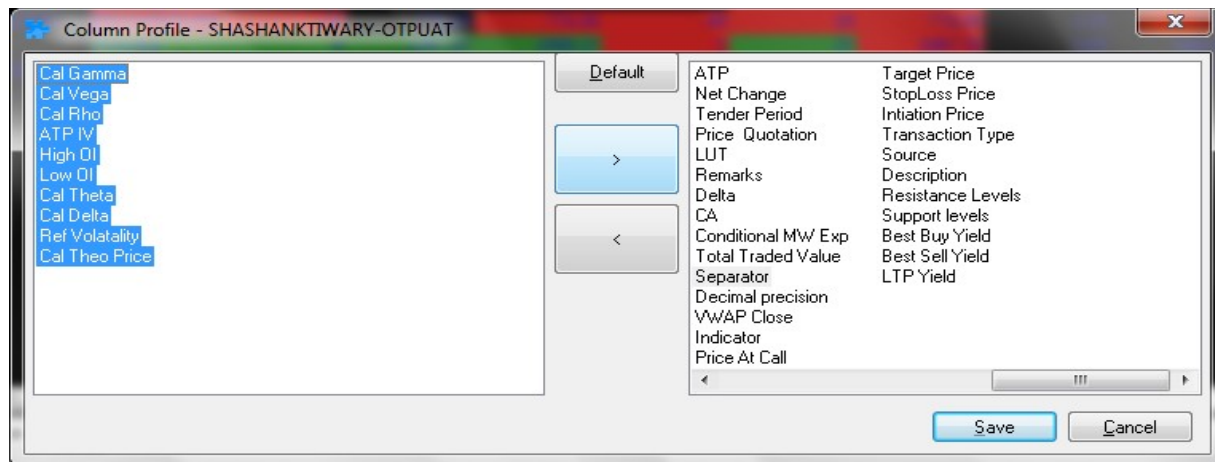 Column Profile - SHASHANKTIWARY-OTPUAT
Cal Gamma
Cal Vega
Cal Rho
ATP IV
High OI
Low OI
Cal Theta
Cal Delta
Ref Volatality
Cal Theo Price
Default
>
<
ATP
Net Change
Tender Period
Price Quotation
LUT
Remarks
Delta
CA
Conditional MW Exp
Total Traded Value
Separator
Decimal precision
VWAP Close
Indicator
Price At Call
Target Price
StopLoss Price
Intiation Price
Transaction Type
Source
Description
Resistance Levels
Support levels
Best Buy Yield
Best Sell Yield
LTP Yield
Save
Cancel